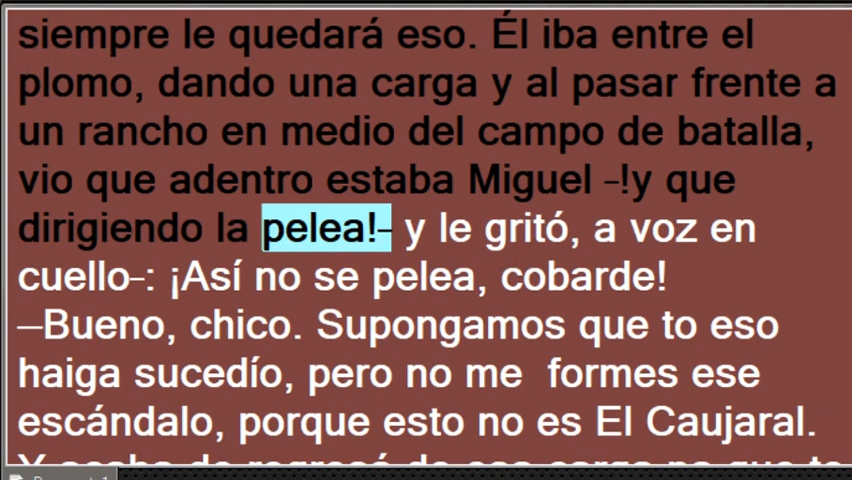 siempre le quedará eso. Él iba entre el
plomo, dando una carga y al pasar frente a
un rancho en medio del campo de batalla,
vio que adentro estaba Miguel –!y que
dirigiendo la pelea!– y le gritó, a voz en
cuello–: ¡Así no se pelea, cobarde!
—Bueno, chico. Supongamos que to eso
haiga sucedío, pero no me  formes ese
escándalo, porque esto no es El Caujaral.